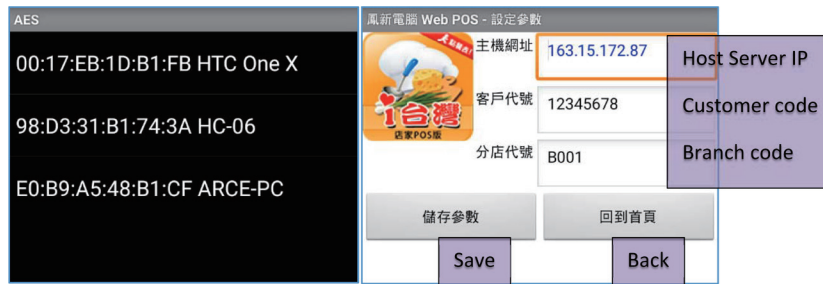 AES
00:17:EB:1D:B1:FB HTC One X
98:D3:31:B1:74:3A HC-06
E0:B9:A5:48:B1:CF ARCE-PC
鳳新電腦 Web POS - 設定參數
主機網址 163.15.172.87 Host Server IP
客戶代號 12345678 Customer code
分店代號 B001 Branch code
i台灣
店家POS版
儲存參數 回到首頁
Save Back